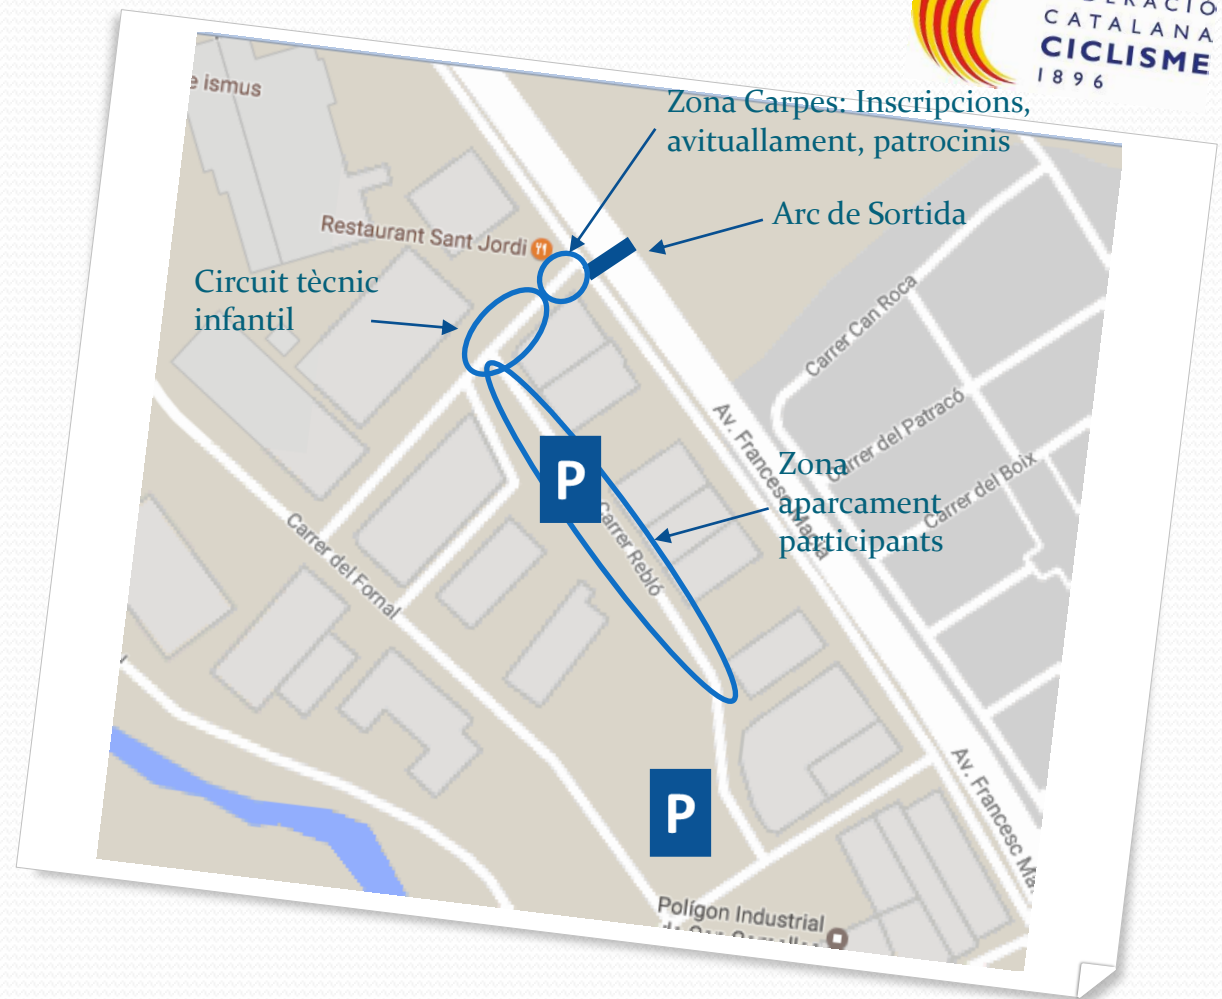 CATALANA
CICLISME
1896
ismus
Zona Carpes: Inscripcions,
avituallament, patrocinis
Arc de Sortida
Restaurant Sant Jordi
Circuit tècnic
infantil
Carrer Can Roca
Carrer del Patracó
Carrer del Boix
Av. Francesc Macià
Zona
aparcament
participants
P
Carrer Rebló
Carrer del Fornal
P
Av. Francesc
Polígon Industrial